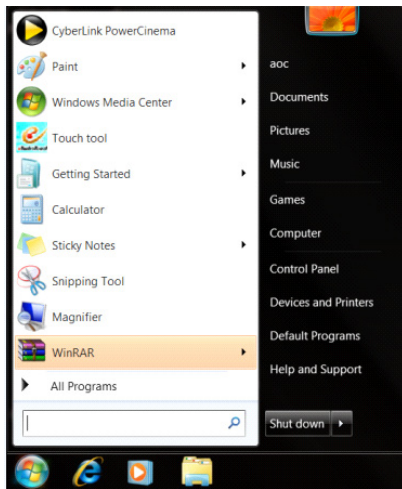 CyberLink PowerCinema
Paint
Windows Media Center
Touch tool
Getting Started
Calculator
Sticky Notes
Snipping Tool
Magnifier
WinRAR
All Programs
aoc
Documents
Pictures
Music
Games
Computer
Control Panel
Devices and Printers
Default Programs
Help and Support
Shut down